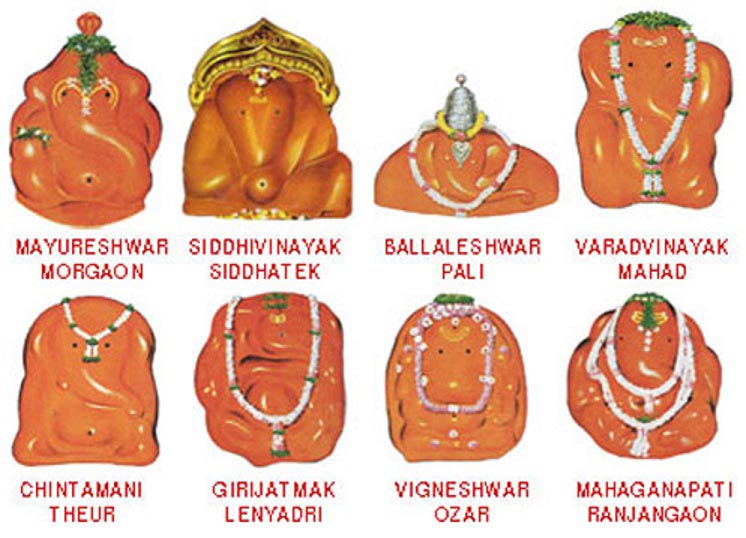 MAYURESHWAR
MORGAON
SIDDHIVINAYAK
SIDDHATEK
BALLALESHWAR
PALI
VARADVINAYAK
MAHAD
CHINTAMANI
THEUR
GIRIJATMAK
LENYADRI
VIGNESHWAR
OZAR
MAHAGANAPATI
RANJANGAON